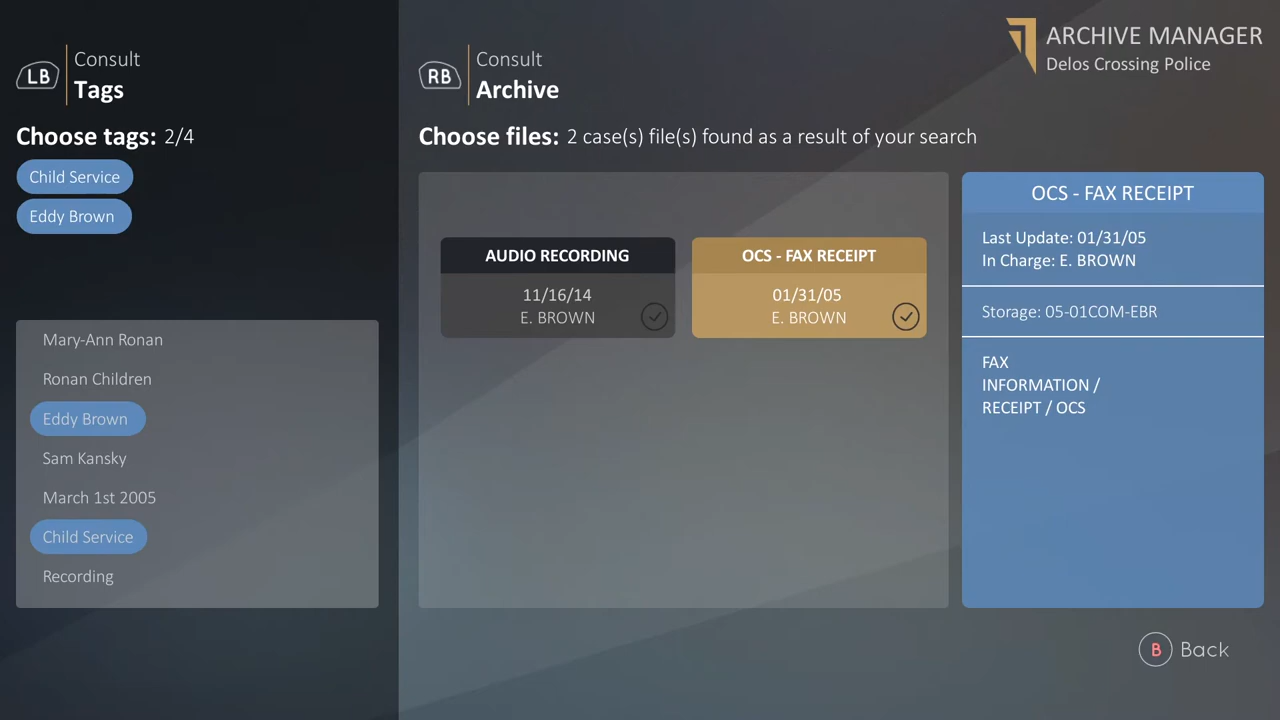 LB
Consult
Tags
Choose tags: 2/4
Child Service
Eddy Brown
Mary-Ann Ronan
Ronan Children
Eddy Brown
Sam Kansky
March 1st 2005
Child Service
Recording
RB
Consult
Archive
Choose files: 2 case(s) file(s) found as a result of your search
AUDIO RECORDING
11/16/14
E. BROWN
OCS - FAX RECEIPT
01/31/05
E. BROWN
ARCHIVE MANAGER
Delos Crossing Police
OCS - FAX RECEIPT
Last Update: 01/31/05
In Charge: E. BROWN
Storage: 05-01COM-EBR
FAX
INFORMATION /
RECEIPT / OCS
B Back